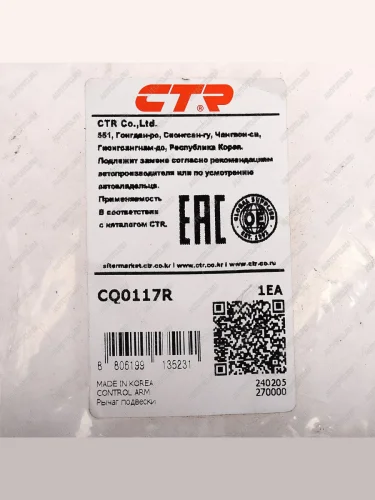 CTR®
CTR Co.,Ltd.
551, Гонгдан-ро, Сеонгсан-гу, Чангвон-си,
Гиеонгсангнам-до, Республика Корея.
Подлежит замене согласно рекомендациям
автопроизводителя или по усмотрению
автовладельца.
Применяемость
В соответствии
с каталогом CTR.
EAC
OE
aftermarket.ctr.co.kr I www.ctr.co.kr I ctr-co.ru
CQ0117R 1EA
8 806199 135231
MADE IN KOREA
CONTROL ARM
Рычаг подвески
240205
270000